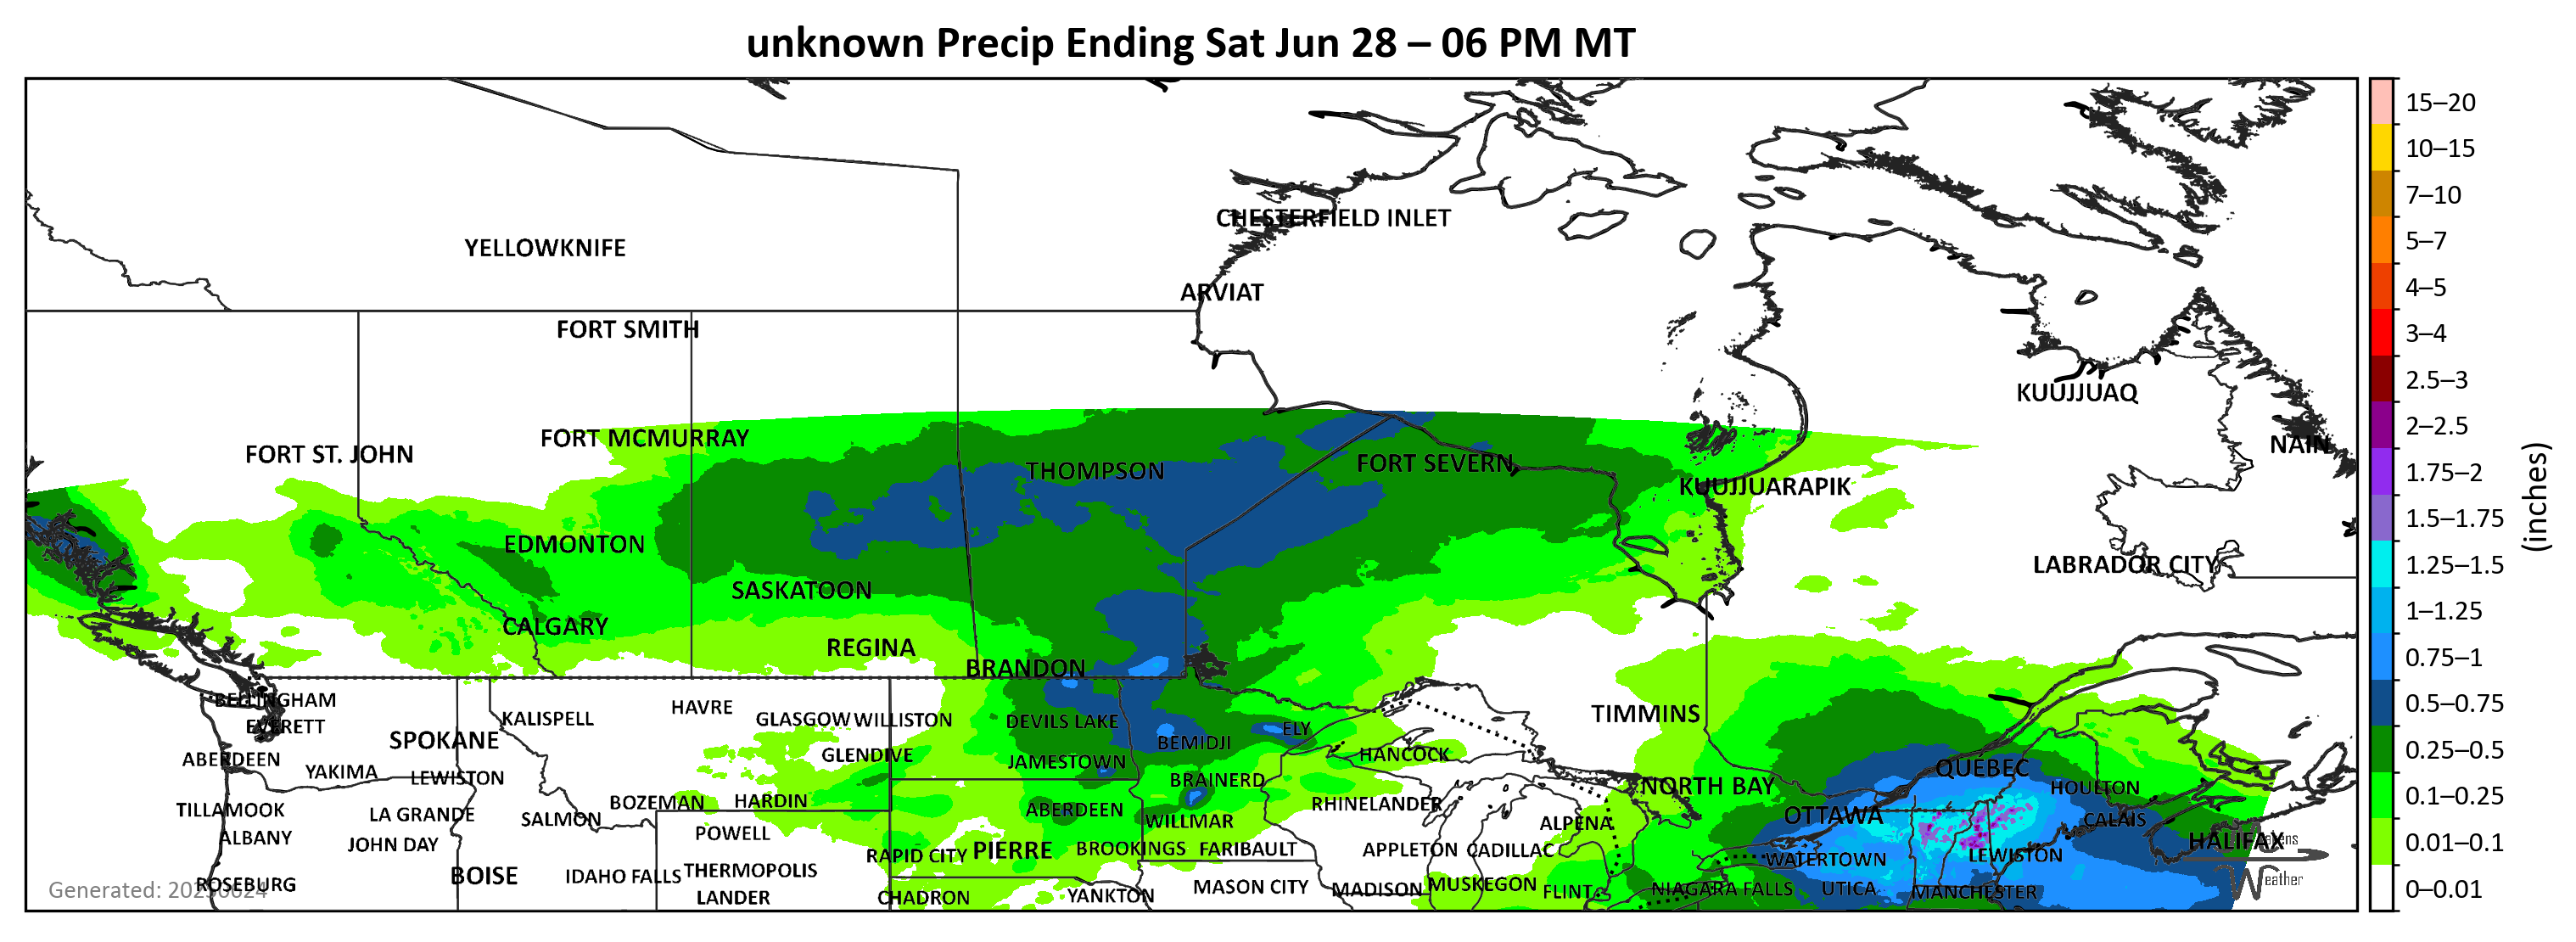 unknown Precip Ending Sat Jun 28 – 06 PM MT
CHESTERFIELD INLET
YELLOWKNIFE
ARVIAT
FORT SMITH
KUUJJUAQ
FORT MCMURRAY
NAIN
FORT ST. JOHN
THOMPSON
FORT SEVERN
KUUJJUARAPIK
EDMONTON
LABRADOR CITY
SASKATOON
CALGARY
REGINA
BRANDON
BELLINGHAM
HAVRE
KALISPELL
GLASGOW WILLISTON
DEVILS LAKE
TIMMINS
EVERETT
ELY
SPOKANE
BEMIDJI
ABERDEEN
GLENDIVE
JAMESTOWN
HANCOCK
QUEBEC
YAKIMA
LEWISTON
BRAINERD
NORTH BAY
HOULTON
BOZEMAN
HARDIN
RHINELANDER
TILLAMOOK
LA GRANDE
SALMON
ABERDEEN
WILLMAR
ALPENA
OTTAWA
CALAIS
ALBANY
JOHN DAY
POWELL
HALIFAX
RAPID CITY
PIERRE
BROOKINGS
FARIBAULT
APPLETON
CADILLAC
WATERTOWN
LEWISTON
BOISE
IDAHO FALLS
THERMOPOLIS
ROSEBURG
MASON CITY
MADISON
MUSKEGON
FLINT
NIAGARA FALLS
UTICA
MANCHESTER
LANDER
CHADRON
YANKTON
eather
15–20
10–15
7–10
5–7
4–5
3–4
2.5–3
2–2.5
1.75–2
1.5–1.75
1.25–1.5
1–1.25
0.75–1
0.5–0.75
0.25–0.5
0.1–0.25
0.01–0.1
0–0.01
(inches)
Generated: